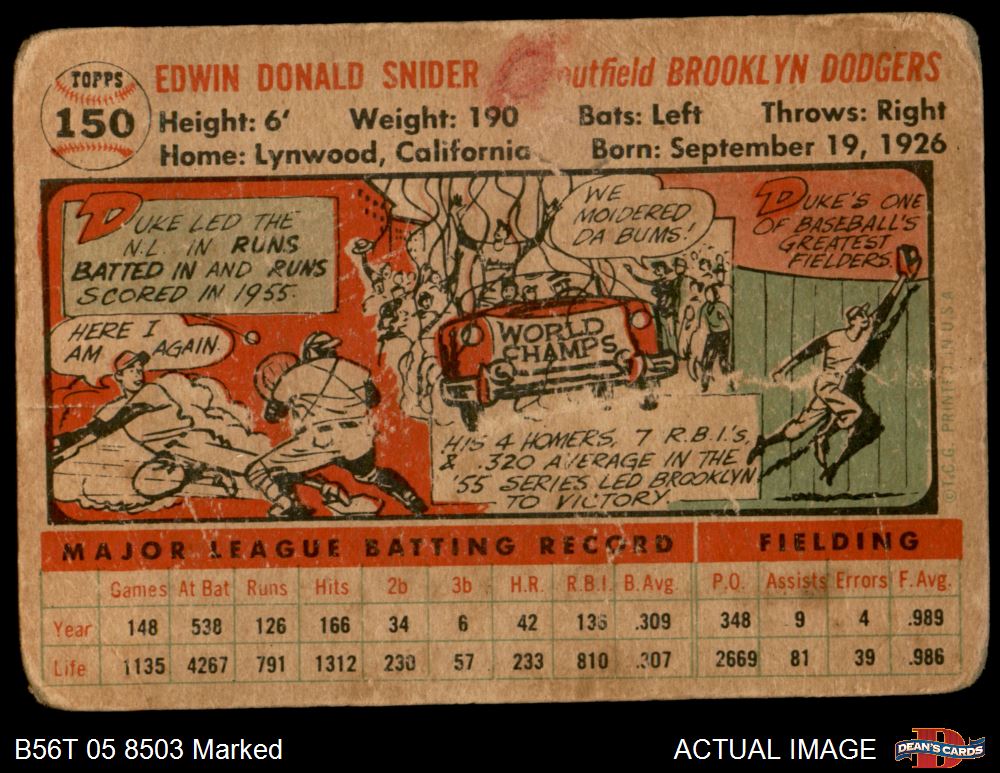 TOPPS
150
EDWIN DONALD SNIDER outfield BROOKLYN DODGERS
Height: 6' Weight: 190 Bats: Left Throws: Right
Home: Lynwood, California Born: September 19, 1926
DUKE LED THE
N.L. IN RUNS
BATTED IN AND RUNS
SCORED IN 1955.
HERE I
AM AGAIN.
WE
MOIDERED
DA BUMS!
WORLD
CHAMPS
HIS 4 HOMERS, 7 R.B.I.'S,
& .320 AVERAGE IN THE
'55 SERIES LED BROOKLYN
TO VICTORY.
DUKE'S ONE
OF BASEBALL'S
GREATEST
FIELDERS
©T.C.G. PRINTED IN U.S.A
MAJOR LEAGUE BATTING RECORD FIELDING
Games At Bat Runs Hits 2b 3b H.R. R.B.I. B.Avg. P.O. Assists Errors F.Avg.
Year 148 538 126 166 34 6 42 136 .309 348 9 4 .989
Life 1135 4267 791 1312 230 57 233 810 .307 2669 81 39 .986
B56T 05 8503 Marked ACTUAL IMAGE
DEAN'S CARDS